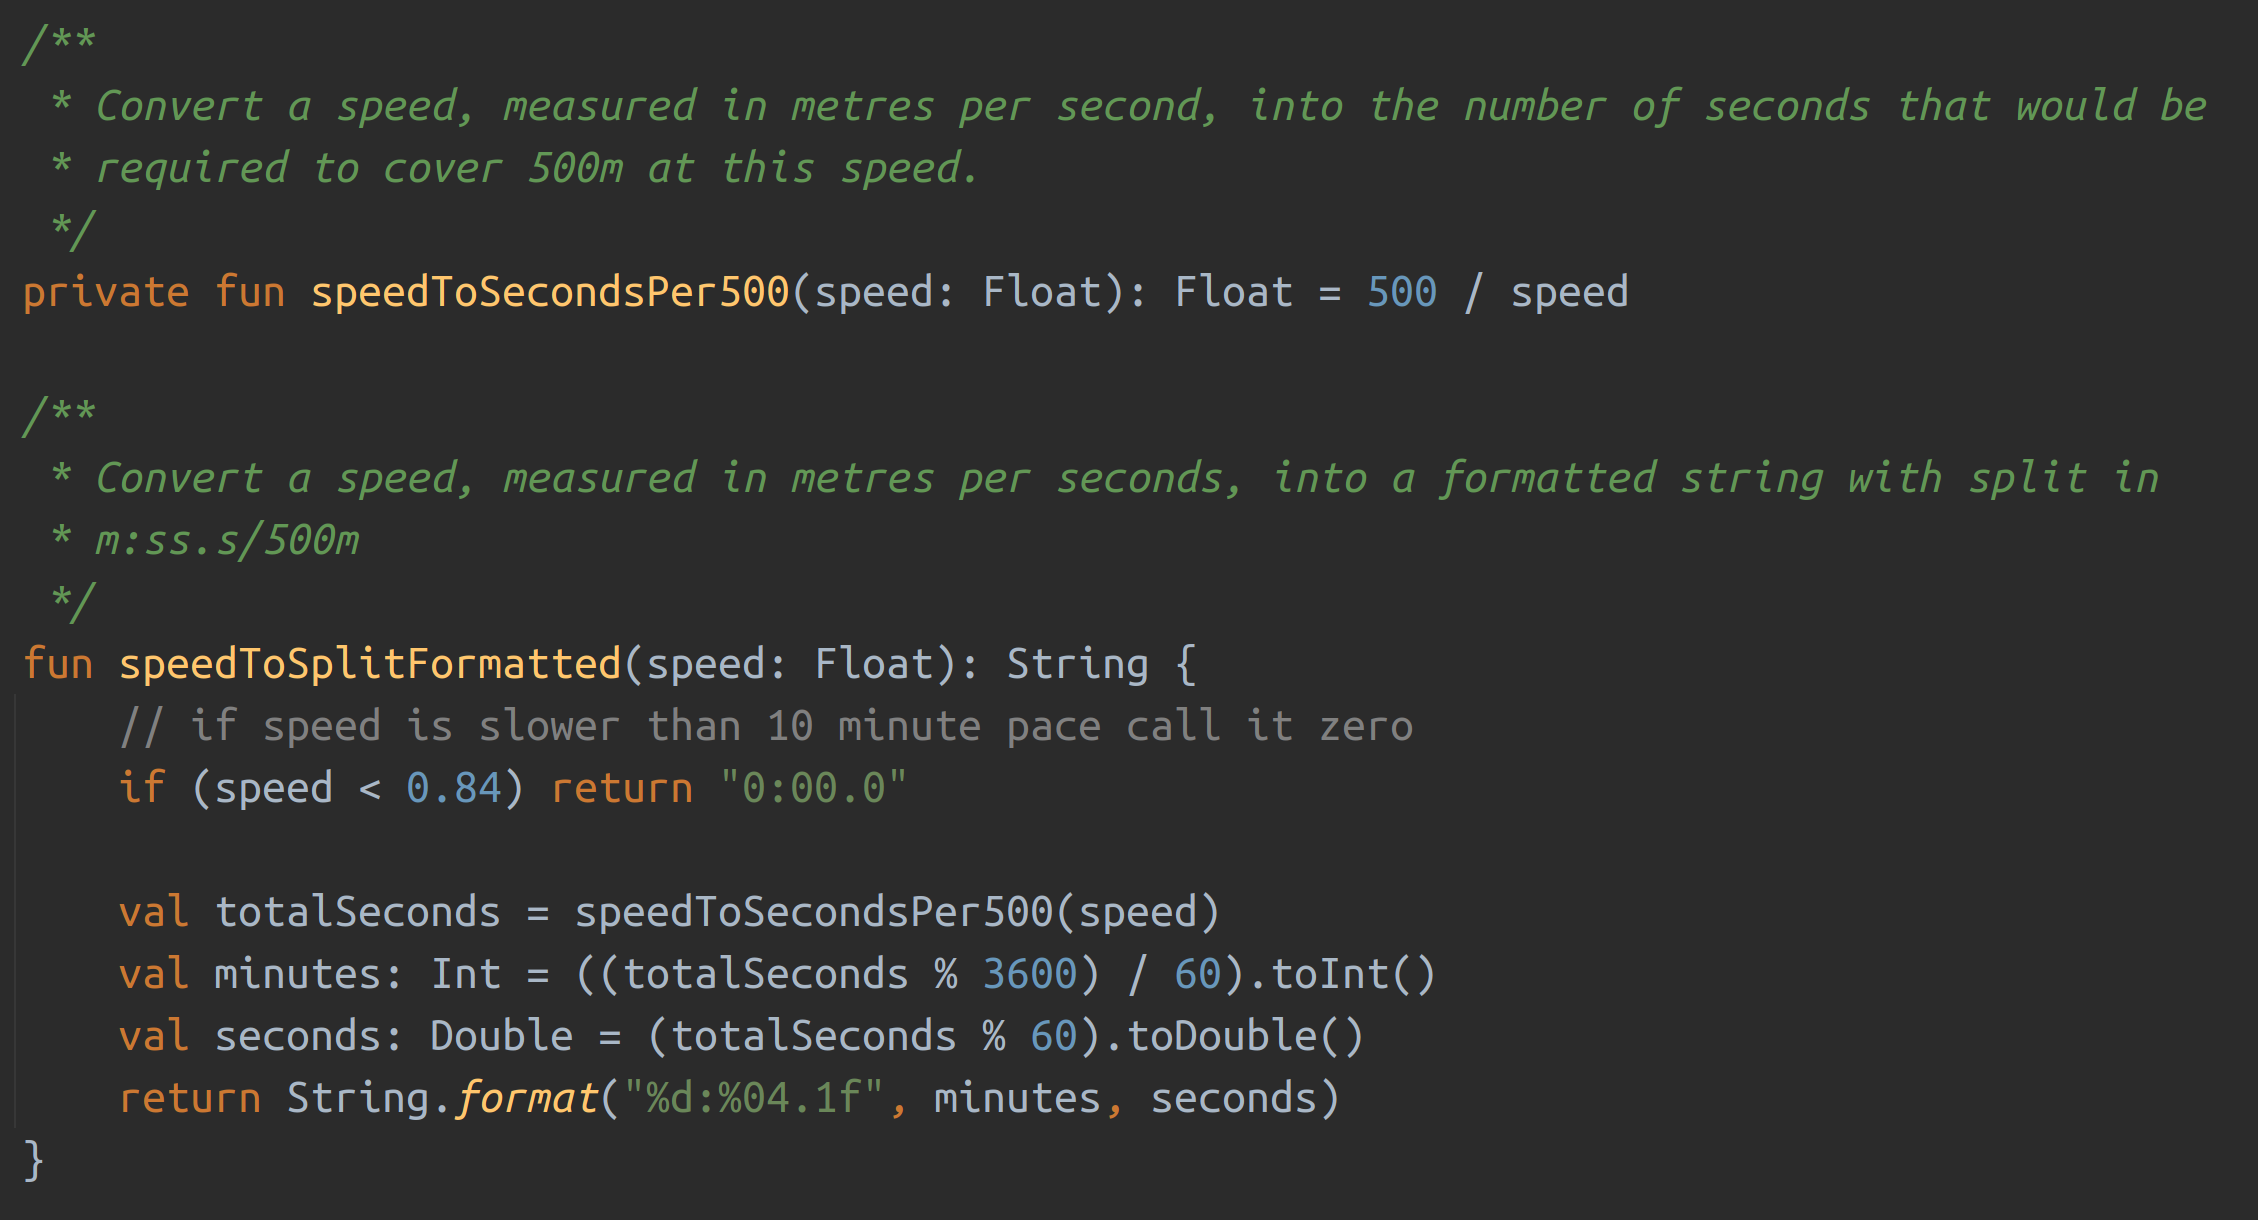 /**
 * Convert a speed, measured in metres per second, into the number of seconds that would be
 * required to cover 500m at this speed.
 */
private fun speedToSecondsPer500(speed: Float): Float = 500 / speed

/**
 * Convert a speed, measured in metres per seconds, into a formatted string with split in
 * m:ss.s/500m
 */
fun speedToSplitFormatted(speed: Float): String {
    // if speed is slower than 10 minute pace call it zero
    if (speed < 0.84) return "0:00.0"

    val totalSeconds = speedToSecondsPer500(speed)
    val minutes: Int = ((totalSeconds % 3600) / 60).toInt()
    val seconds: Double = (totalSeconds % 60).toDouble()
    return String.format("%d:%04.1f", minutes, seconds)
}